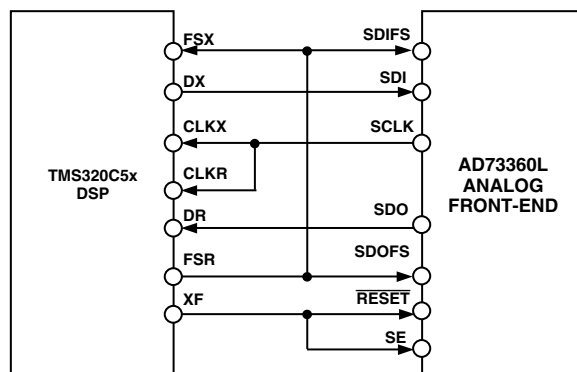 FSX
SDIFS
DX
SDI
CLKX
SCLK
TMS320C5x
DSP
CLKR
AD73360L
ANALOG
FRONT-END
DR
SDO
FSR
SDOFS
XF
RESET
SE